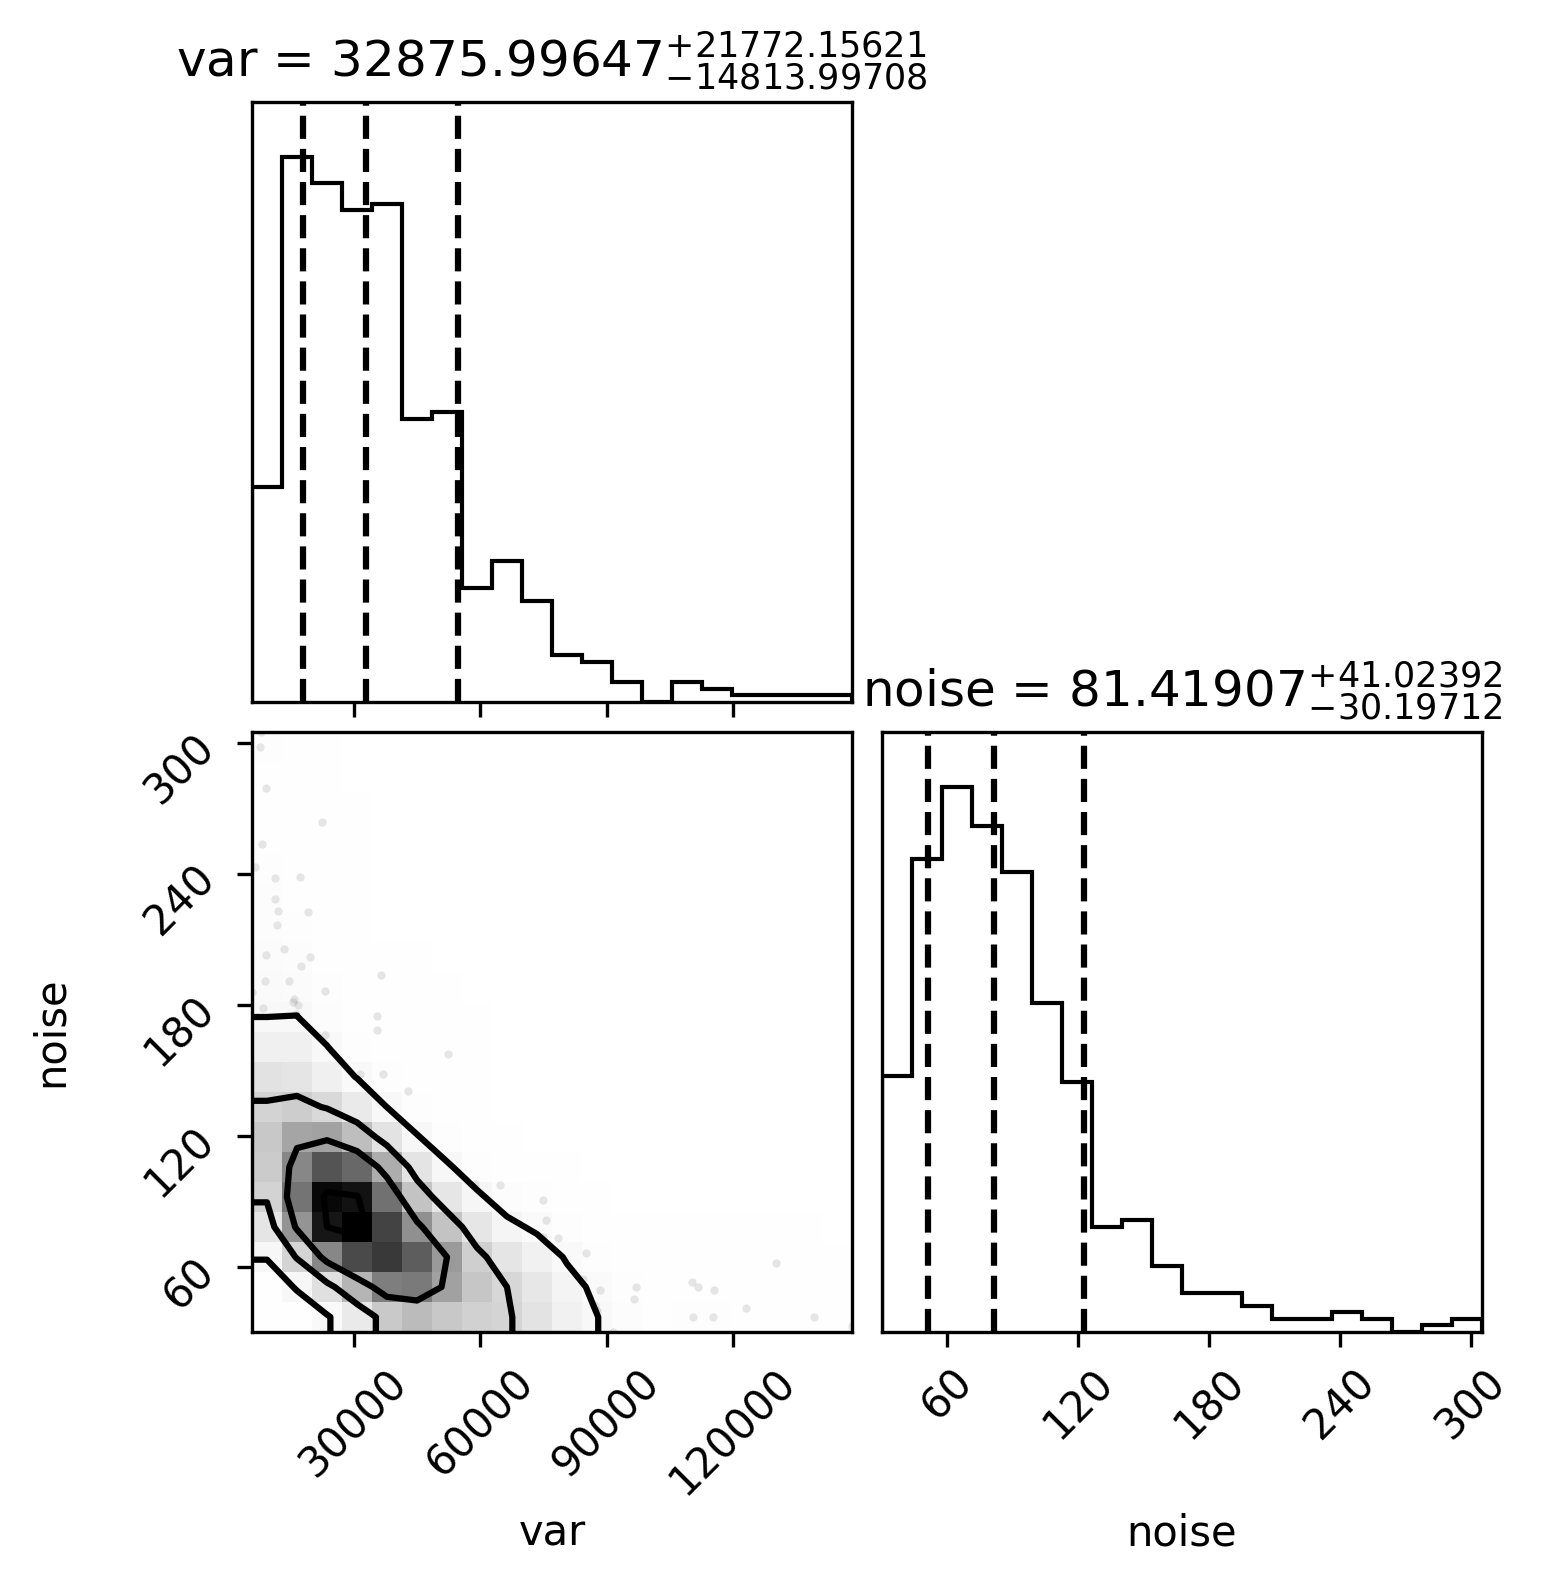 var = 32875.99647 +21772.15621 −14813.99708
noise = 81.41907 +41.02392 −30.19712
300
240
180
120
60
noise
30000 60000 90000 120000
60 120 180 240 300
var
noise